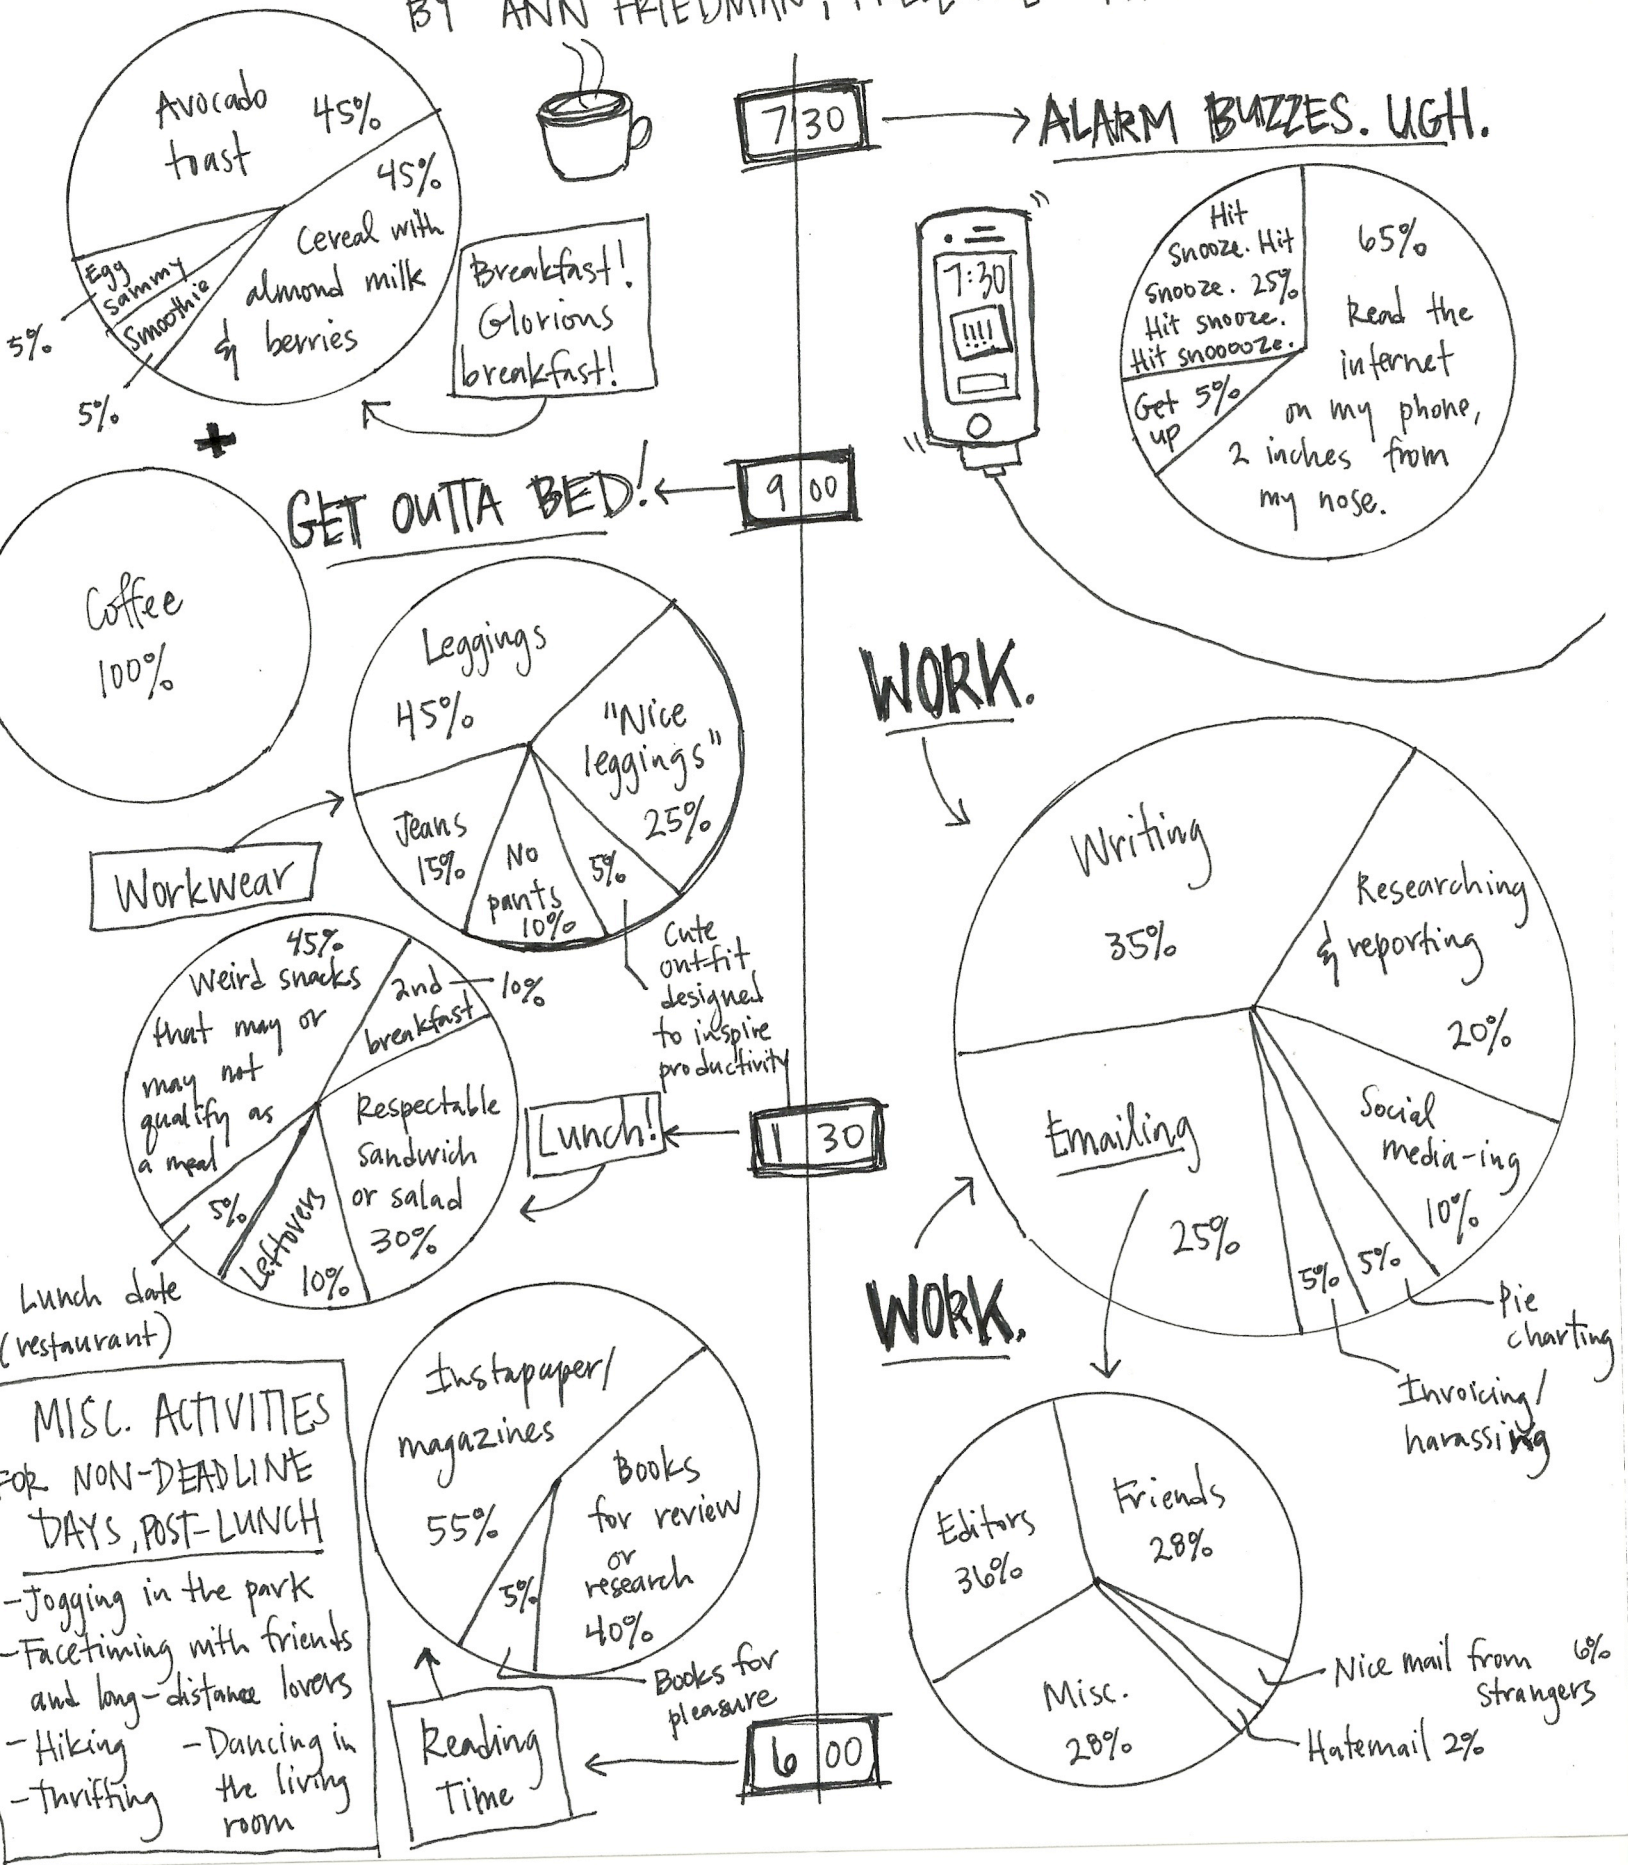 BY ANN FRIEDMAN,
7 30
ALARM BUZZES. UGH.
Avocado
toast
45%
45%
Cereal with
almond milk
& berries
Egg
sammy
5%
Smoothie
5%
+
Breakfast!
Glorious
breakfast!
7:30
!!!!
Hit
Snooze. Hit
Snooze. 25%
Hit snooze.
Hit snooooze.
65%
Read the
internet
on my phone,
2 inches from
my nose.
Get 5%
up
9 00
GET OUTTA BED!
Coffee
100%
Leggings
45%
"Nice
leggings"
25%
Jeans
15%
No
pants
10%
5%
Cute
outfit
designed
to inspire
productivity
Workwear
WORK.
Writing
35%
Researching
& reporting
20%
Social
media-ing
10%
Emailing
25%
5%
5%
Pie
charting
Invoicing/
harassing
1 30
Lunch!
45%
Weird snacks
that may or
may not
qualify as
a meal
2nd
breakfast
10%
Respectable
sandwich
or salad
30%
Leftovers
10%
5%
Lunch date
(restaurant)
WORK.
Editors
36%
Friends
28%
Misc.
28%
Nice mail from 6%
strangers
Hatemail 2%
MISC. ACTIVITIES
FOR NON-DEADLINE
DAYS, POST-LUNCH
-Jogging in the park
-Facetiming with friends
and long-distance lovers
-Hiking
-Thrifting
-Dancing in
the living
room
Instapaper/
magazines
55%
Books
for review
or
research
40%
5%
Books for
pleasure
Reading
Time
6 00